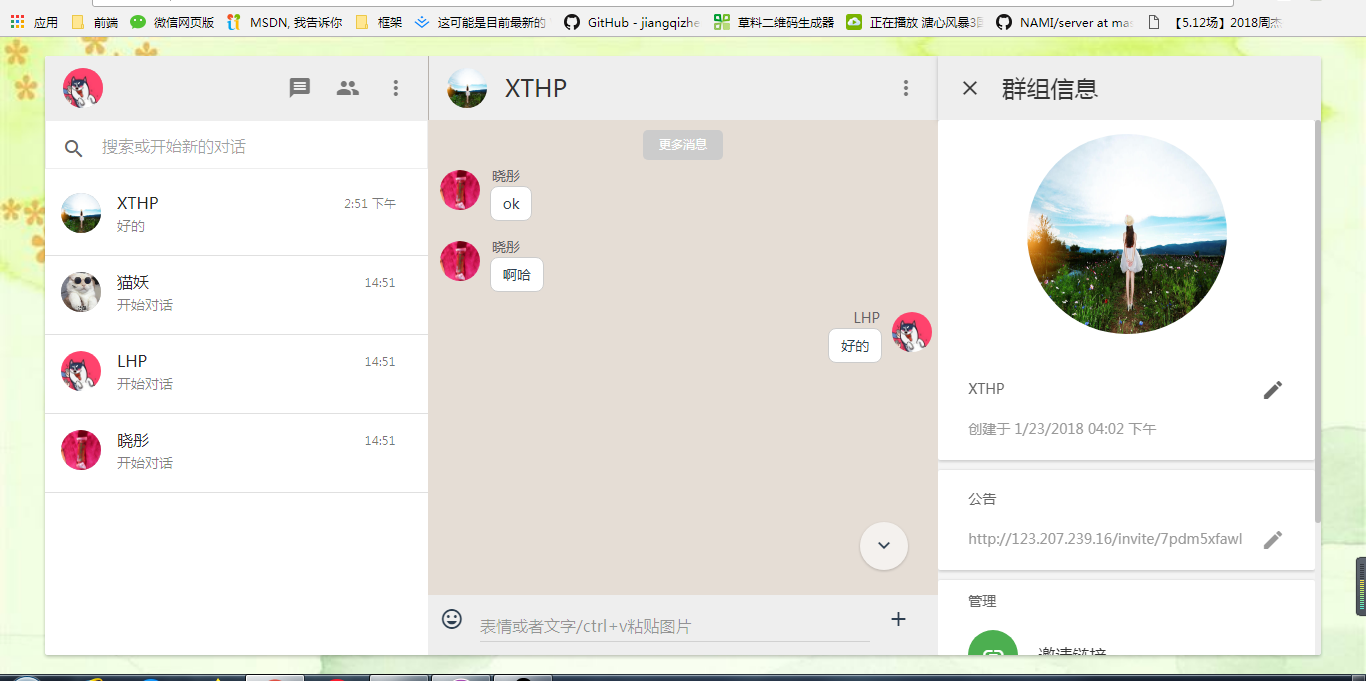 应用
前端
微信网页版
MSDN, 我告诉你
框架
这可能是目前最新的
GitHub - jiangqizhe
草料二维码生成器
正在播放 溏心风暴3国
NAMI/server at mas
【5.12场】2018周杰
XTHP
群组信息
搜索或开始新的对话
XTHP
2:51 下午
好的
猫妖
14:51
开始对话
LHP
14:51
开始对话
晓彤
14:51
开始对话
更多消息
晓彤
ok
晓彤
啊哈
LHP
好的
表情或者文字/ctrl+v粘贴图片
XTHP
创建于 1/23/2018 04:02 下午
公告
http://123.207.239.16/invite/7pdm5xfawl
管理
邀请链接